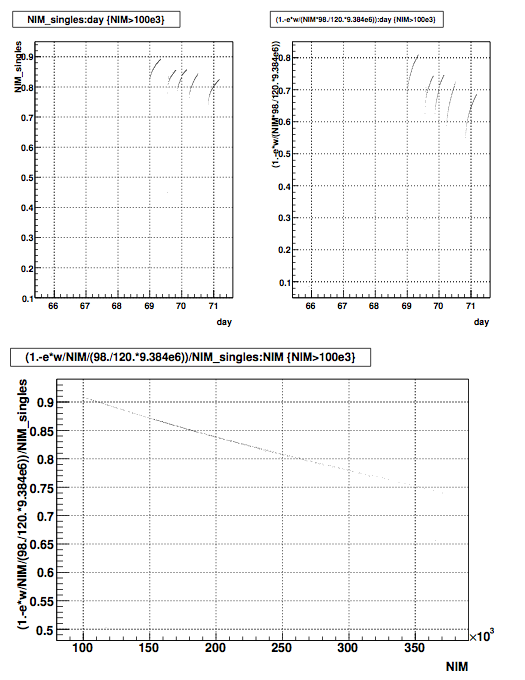 NIM_singles:day {NIM>100e3}
NIM_singles
0.9
0.8
0.7
0.6
0.5
0.4
0.3
0.2
0.1
66 67 68 69 70 71
day
(1.-e*w/(NIM*98./120.*9.384e6)):day {NIM>100e3}
(1.-e*w/(NIM*98./120.*9.384e6))
0.8
0.7
0.6
0.5
0.4
0.3
0.2
0.1
66 67 68 69 70 71
day
(1.-e*w/NIM/(98./120.*9.384e6))/NIM_singles:NIM {NIM>100e3}
(1.-e*w/NIM/(98./120.*9.384e6))/NIM_singles
0.9
0.85
0.8
0.75
0.7
0.65
0.6
0.55
0.5
100 150 200 250 300 350
×10³
NIM